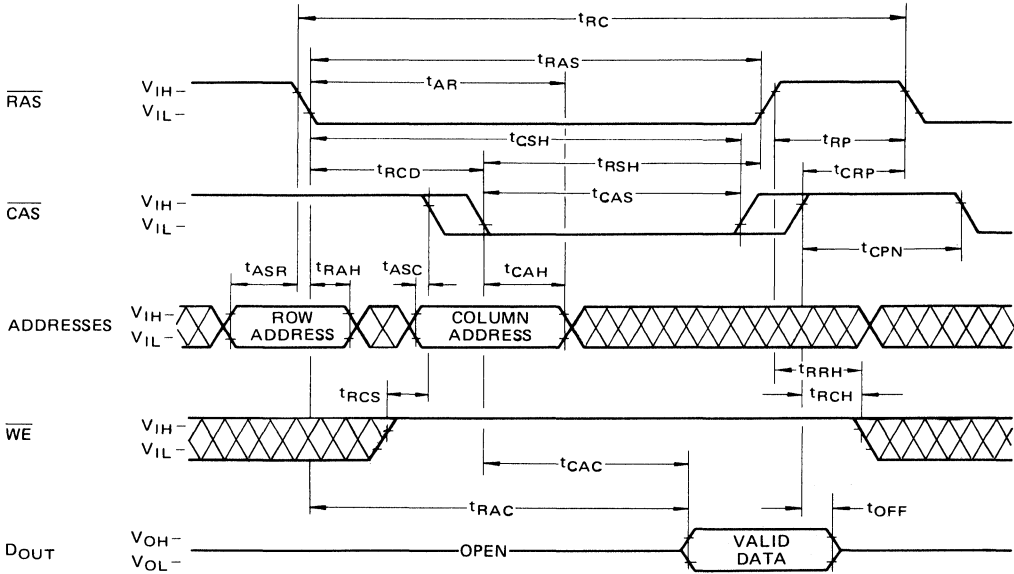 tRC
tRAS
tAR
RAS
VIH–
VIL–
tCSH
tRP
tRCD
tRSH
tCRP
tCAS
CAS
VIH–
VIL–
tCPN
tASR
tRAH
tASC
tCAH
ADDRESSES
VIH–
VIL–
ROW
ADDRESS
COLUMN
ADDRESS
tRRH
tRCS
tRCH
WE
VIH–
VIL–
tCAC
tRAC
tOFF
DOUT
VOH–
VOL–
OPEN
VALID
DATA